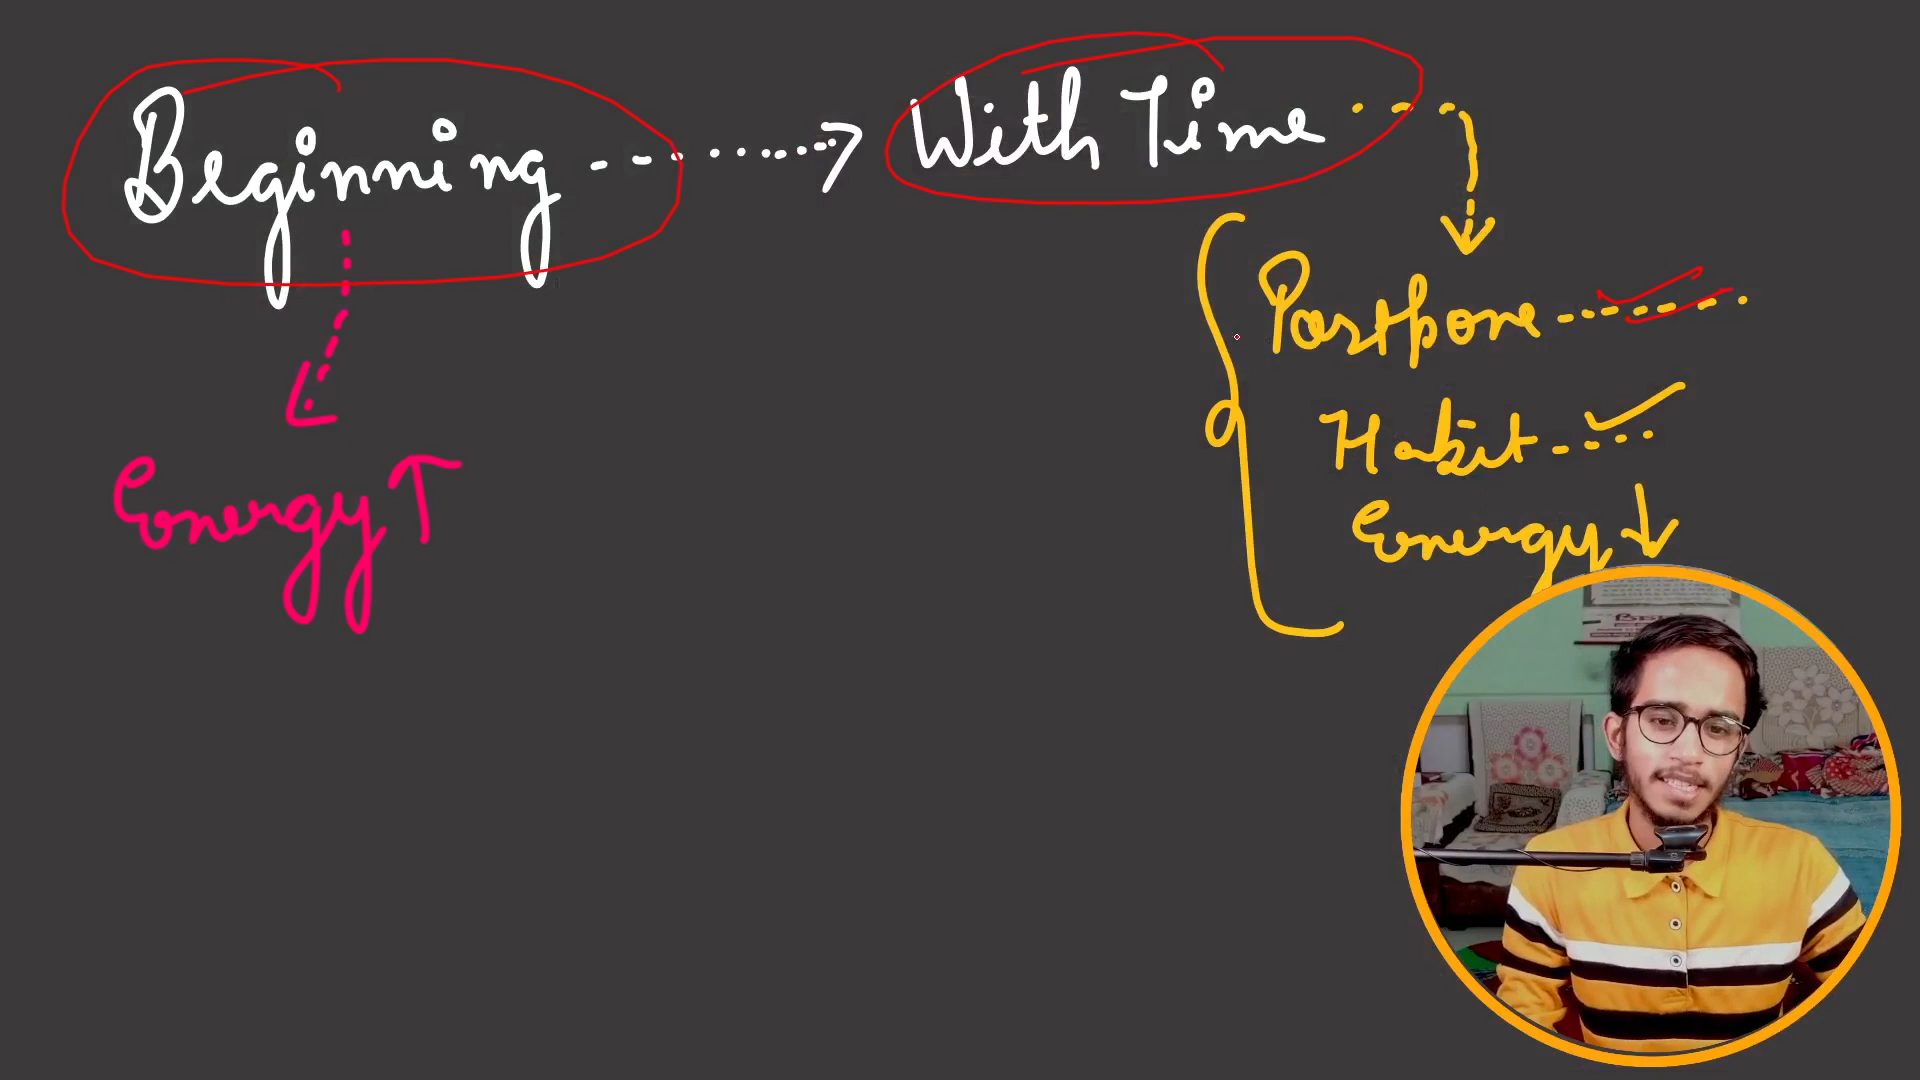 Beginning -----> With Time
Postpone
Habit
Energy ↑
Energy ↓